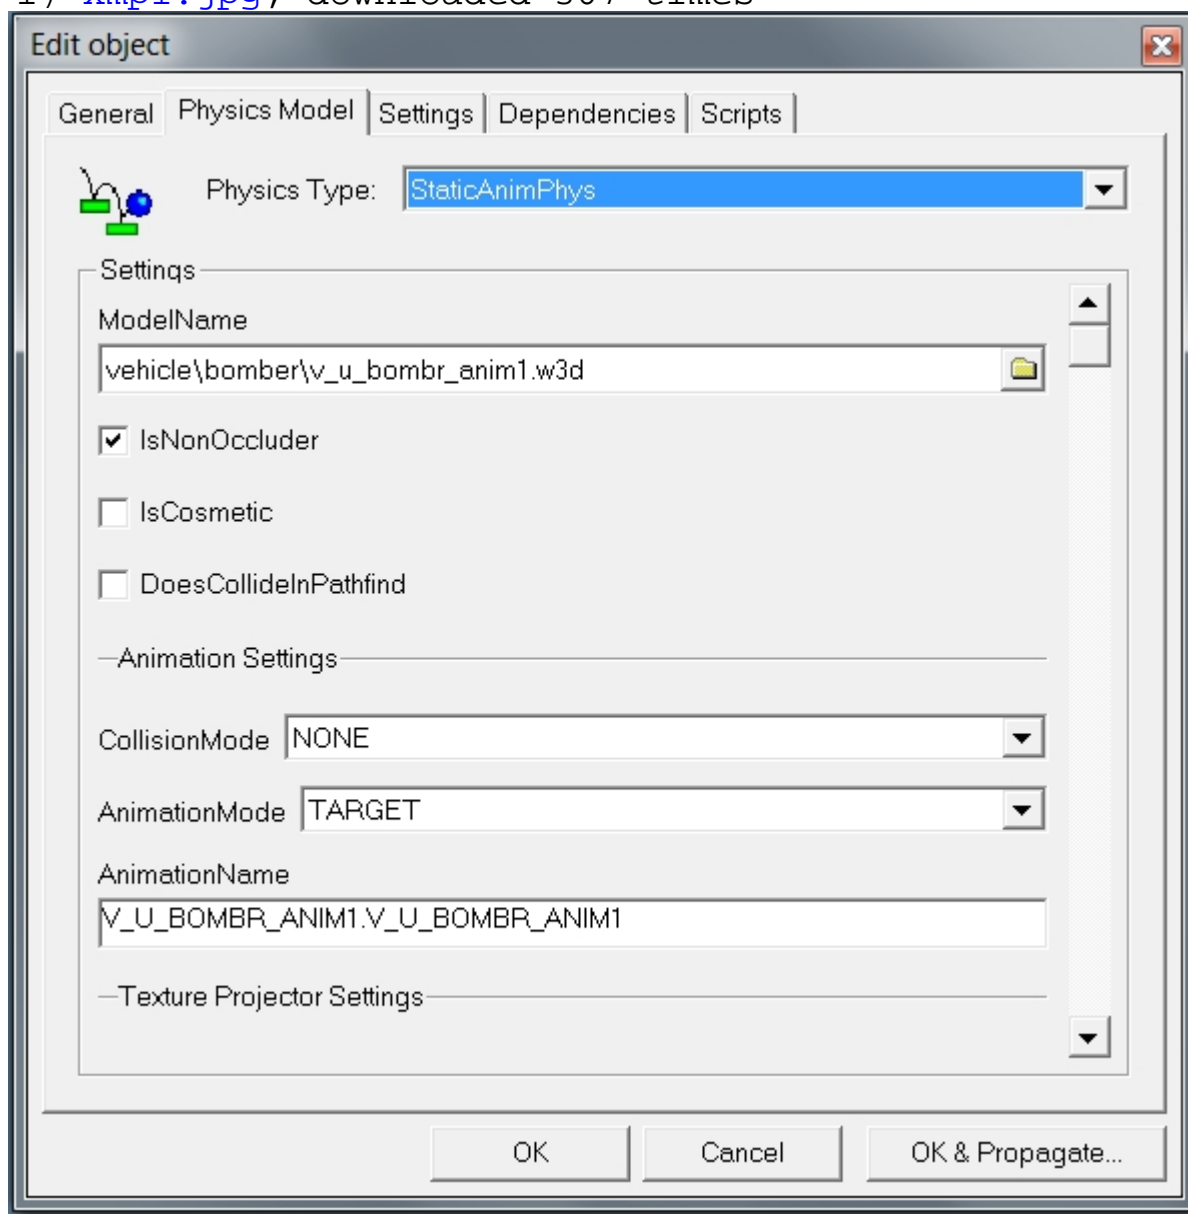 Edit object
General Physics Model Settings Dependencies Scripts
Physics Type: StaticAnimPhys
Settings
ModelName
vehicle\bomber\v_u_bombr_anim1.w3d
IsNonOccluder
IsCosmetic
DoesCollideInPathfind
Animation Settings
CollisionMode NONE
AnimationMode TARGET
AnimationName
V_U_BOMBR_ANIM1.V_U_BOMBR_ANIM1
Texture Projector Settings
OK Cancel OK & Propagate...